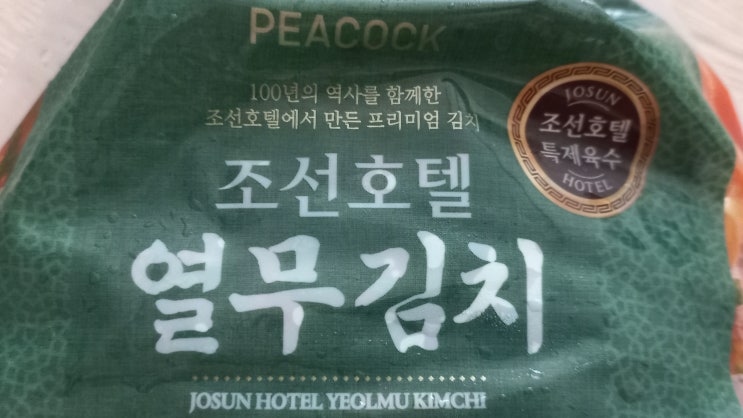 PEACOCK
100년의 역사를 함께한
조선호텔에서 만든 프리미엄 김치
JOSUN
조선호텔
특제육수
HOTEL
조선호텔
열무김치
JOSUN HOTEL YEOLMU KIMCHI